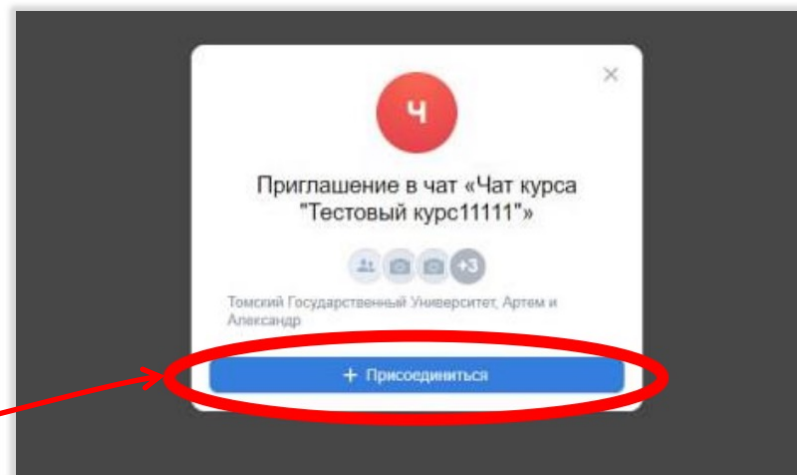 Ч
Приглашение в чат «Чат курса
"Тестовый курс11111"»
+3
Томский Государственный Университет, Артем и
Александр
+ Присоединиться